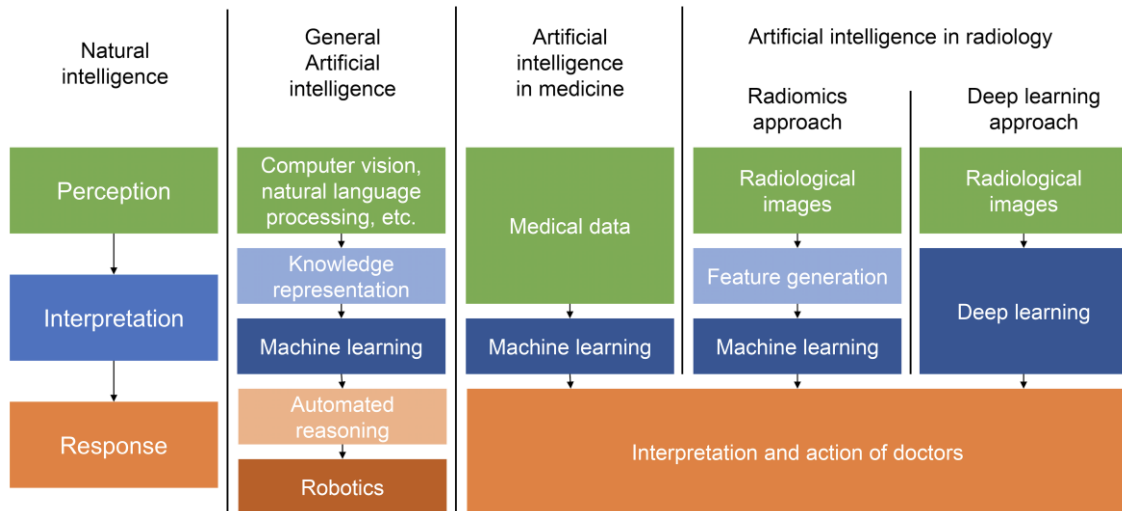 Natural
intelligence
General
Artificial
intelligence
Artificial
intelligence
in medicine
Artificial intelligence in radiology
Radiomics
approach
Deep learning
approach
Perception
Interpretation
Response
Computer vision,
natural language
processing, etc.
Knowledge
representation
Machine learning
Automated
reasoning
Robotics
Medical data
Machine learning
Radiological
images
Feature generation
Machine learning
Radiological
images
Deep learning
Interpretation and action of doctors